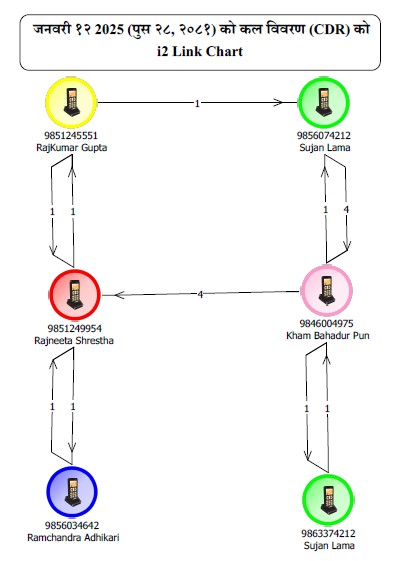 जनवरी १२ 2025 (पुस २८, २०८१) को कल विवरण (CDR) को
i2 Link Chart
1
9851245551
RajKumar Gupta
9856074212
Sujan Lama
1
1
1
4
4
9851249954
Rajneeta Shrestha
9846004975
Kham Bahadur Pun
1
1
1
1
9856034642
Ramchandra Adhikari
9863374212
Sujan Lama